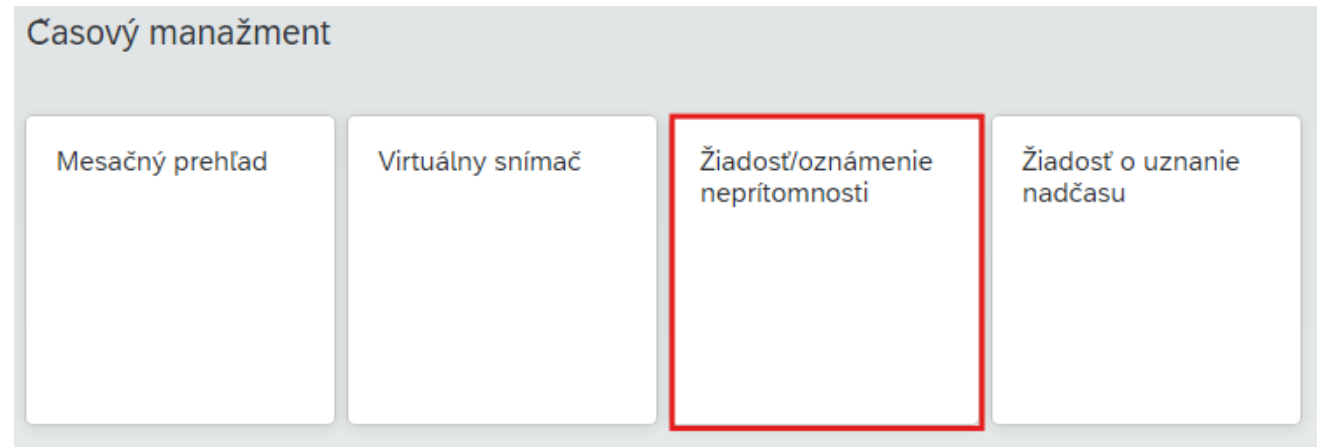 Časový manažment
Mesačný prehľad
Virtuálny snímač
Žiadosť/oznámenie
neprítomnosti
Žiadosť o uznanie
nadčasu